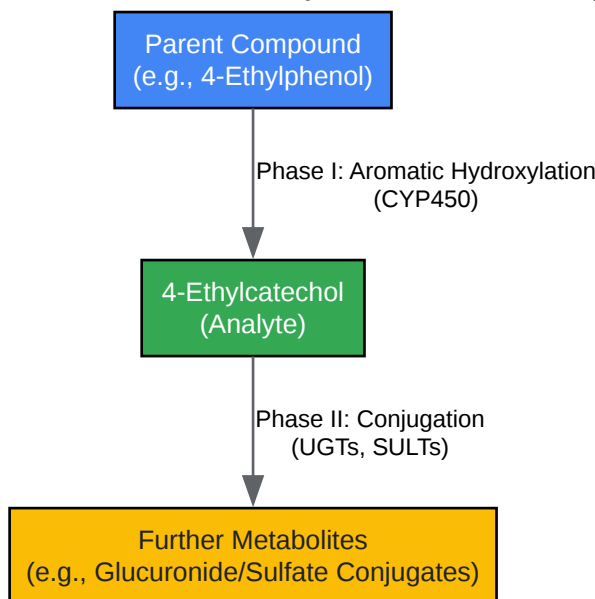 Parent Compound
(e.g., 4-Ethylphenol)
Phase I: Aromatic Hydroxylation
(CYP450)
4-Ethylcatechol
(Analyte)
Phase II: Conjugation
(UGTs, SULTs)
Further Metabolites
(e.g., Glucuronide/Sulfate Conjugates)